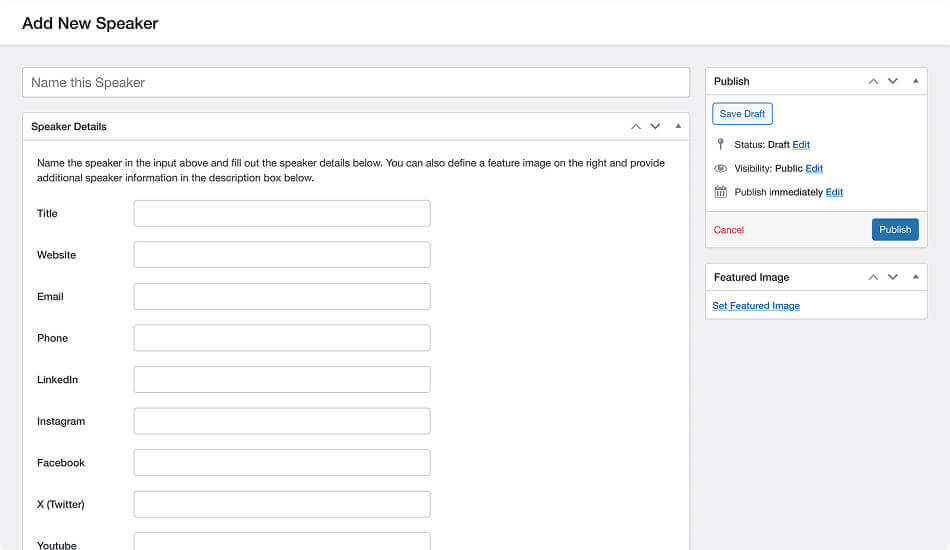 Add New Speaker
Name this Speaker
Speaker Details
Name the speaker in the input above and fill out the speaker details below. You can also define a feature image on the right and provide
additional speaker information in the description box below.
Title
Website
Email
Phone
LinkedIn
Instagram
Facebook
X (Twitter)
Youtube
Publish
Save Draft
Status: Draft Edit
Visibility: Public Edit
Publish immediately Edit
Cancel
Publish
Featured Image
Set Featured Image